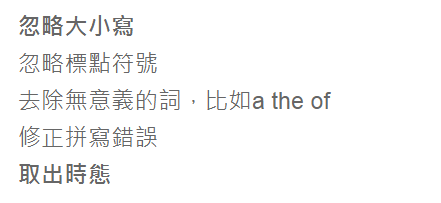 忽略大小寫
忽略標點符號
去除無意義的詞，比如a the of
修正拼寫錯誤
取出時態